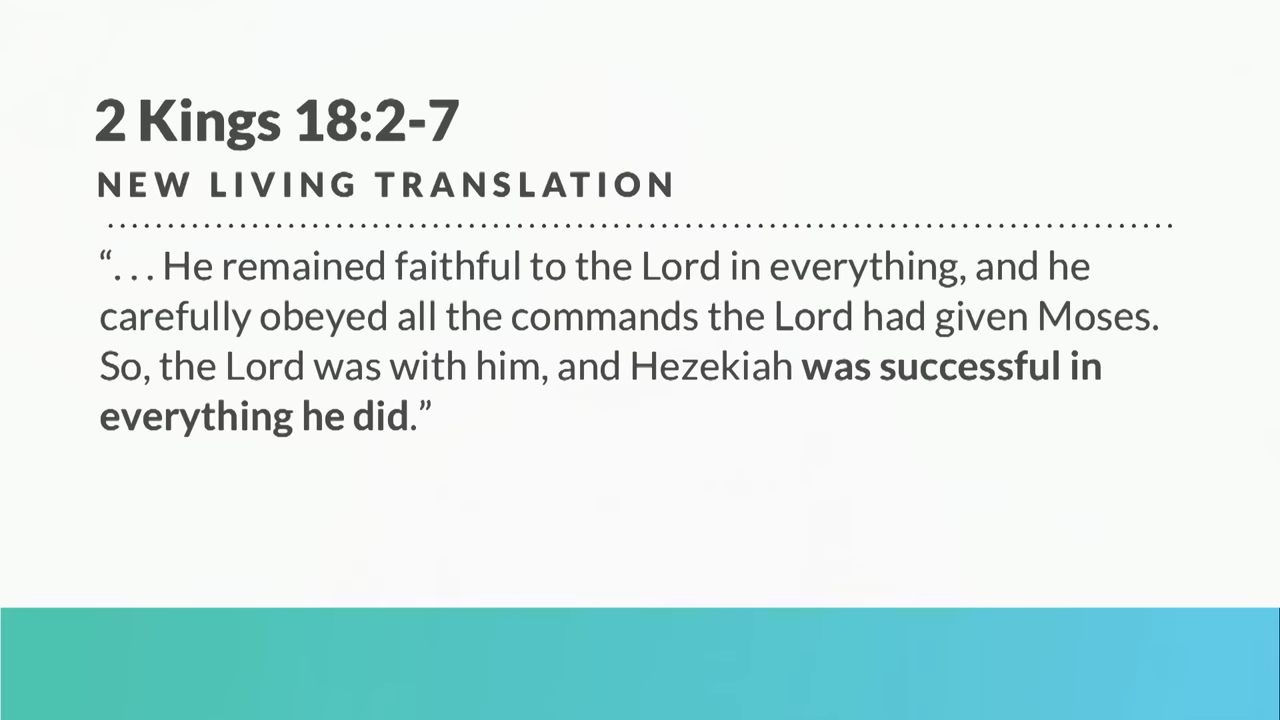 2 Kings 18:2-7
NEW LIVING TRANSLATION
“. . . He remained faithful to the Lord in everything, and he
carefully obeyed all the commands the Lord had given Moses.
So, the Lord was with him, and Hezekiah was successful in
everything he did.”